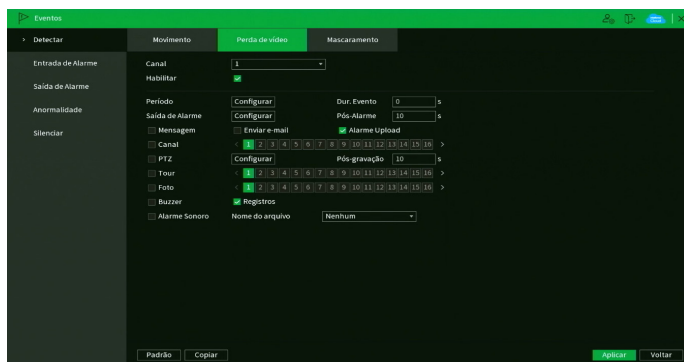 Eventos
Detectar Movimento Perda de vídeo Mascaramento
Entrada de Alarme
Saída de Alarme
Anormalidade
Silenciar
Canal 1
Habilitar
Período Configurar Dur. Evento 0 s
Saída de Alarme Configurar Pós-Alarme 10 s
Mensagem Enviar e-mail Alarme Upload
Canal < 1 2 3 4 5 6 7 8 9 10 11 12 13 14 15 16 >
PTZ Configurar Pós-gravação 10 s
Tour < 1 2 3 4 5 6 7 8 9 10 11 12 13 14 15 16 >
Foto < 1 2 3 4 5 6 7 8 9 10 11 12 13 14 15 16 >
Buzzer Registros
Alarme Sonoro Nome do arquivo Nenhum
Padrão Copiar Aplicar Voltar